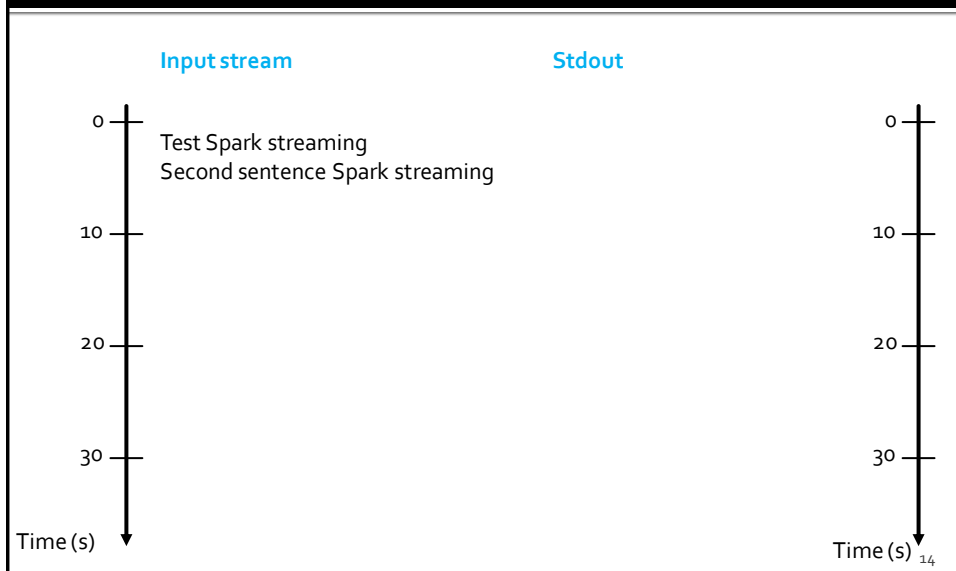 Input stream
Stdout
0
Test Spark streaming
Second sentence Spark streaming
10
20
30
Time (s)
0
10
20
30
Time (s)
14